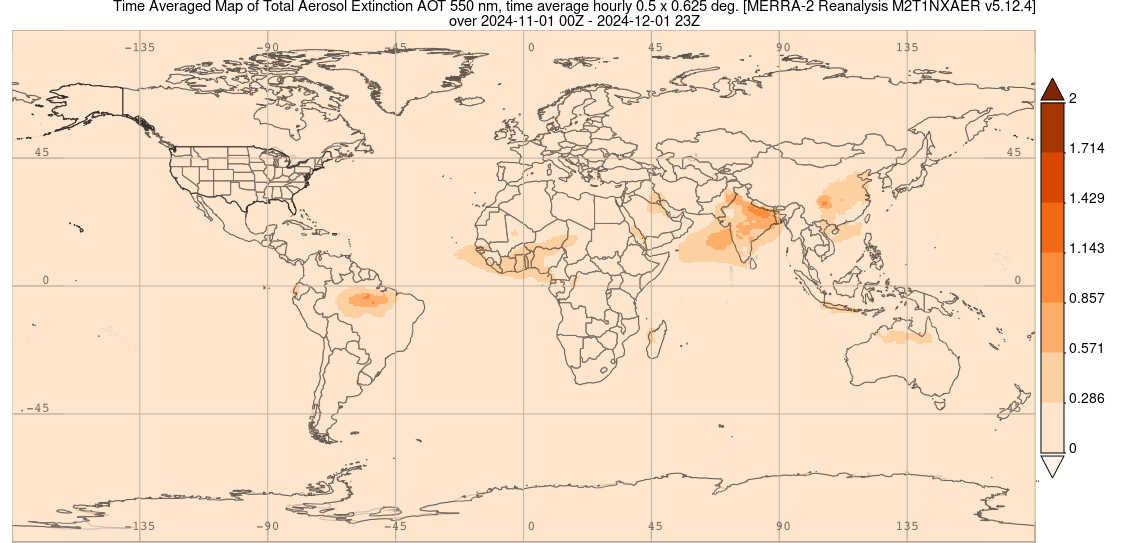 Time Averaged Map of Total Aerosol Extinction AOT 550 nm, time average hourly 0.5 x 0.625 deg. [MERRA-2 Reanalysis M2T1NXAER v5.12.4]
over 2024-11-01 00Z - 2024-12-01 23Z
-135 -90 -45 0 45 90 135
2
1.714
45 45
1.429
1.143
0 0
0.857
0.571
0.286
-45 -45
0
-135 -90 -45 0 45 90 135